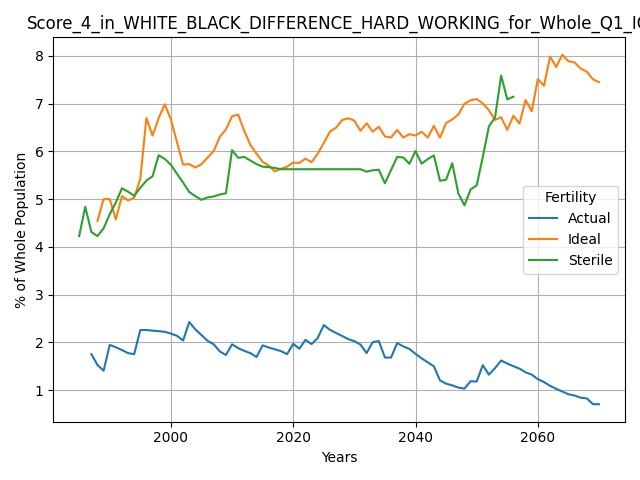 Score_4_in_WHITE_BLACK_DIFFERENCE_HARD_WORKING_for_Whole_Q1_
% of Whole Population
8
7
6
5
4
3
2
1
Fertility
Actual
Ideal
Sterile
2000 2020 2040 2060
Years